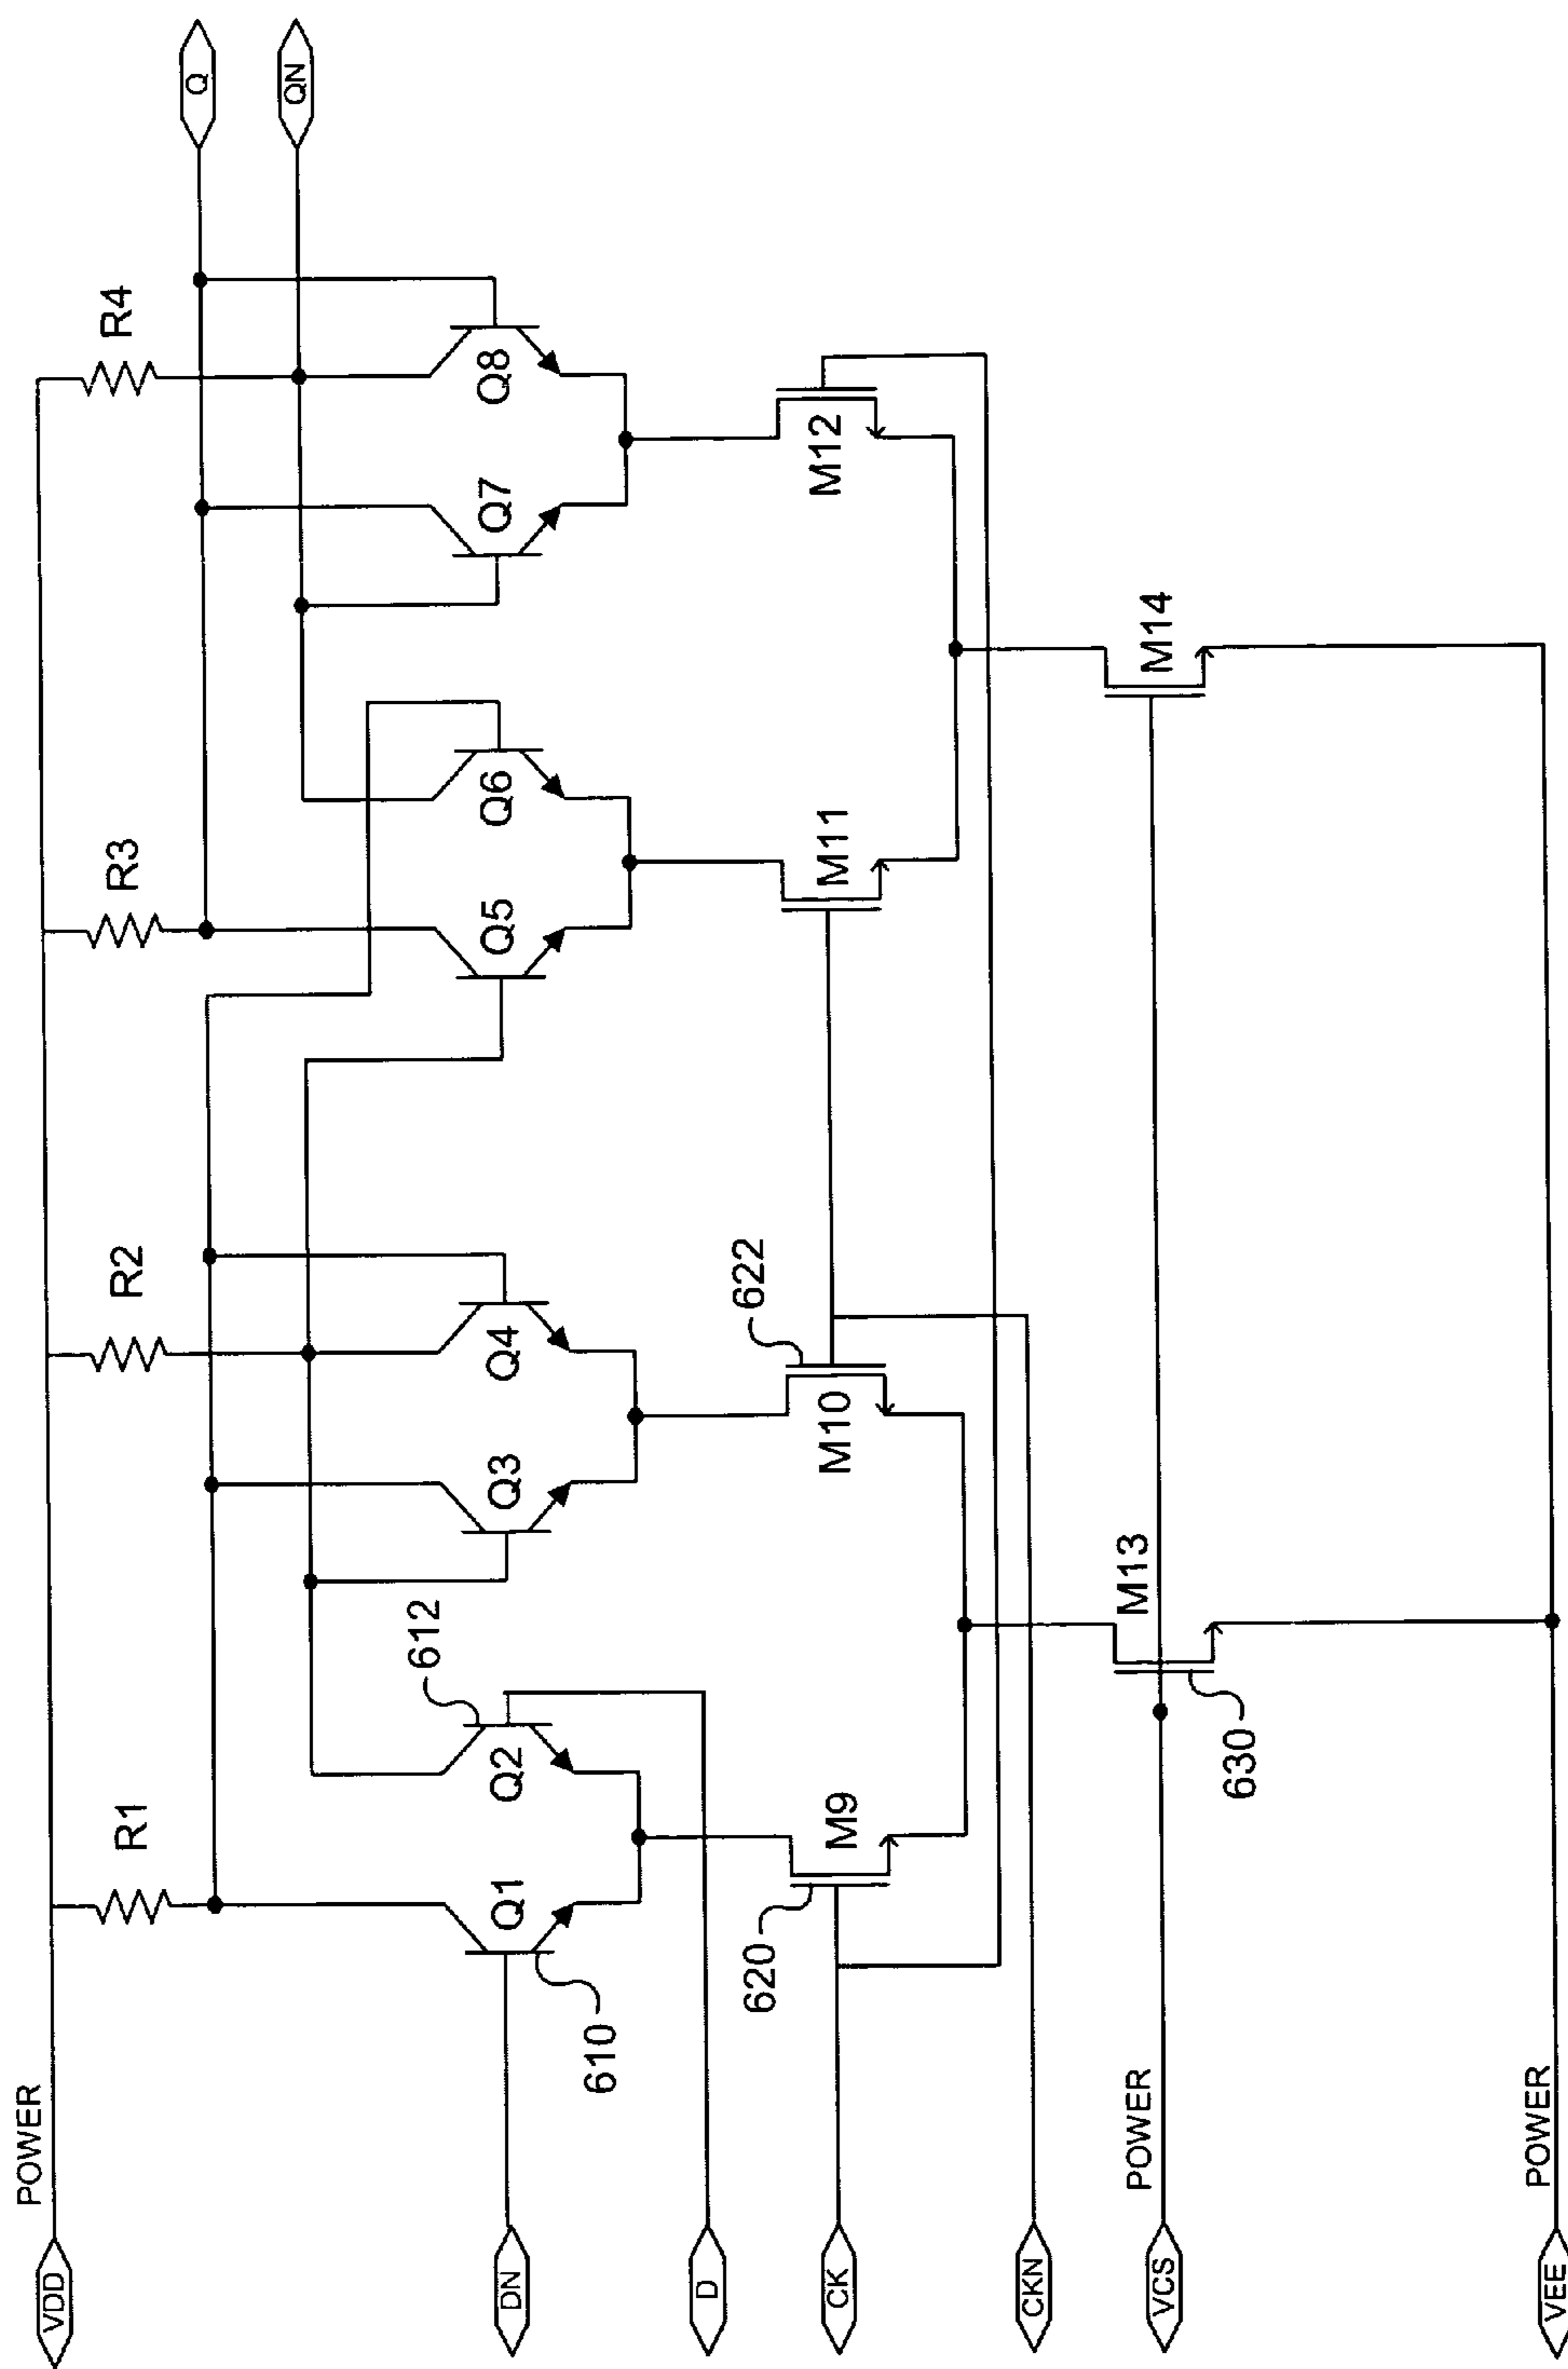 POWER
VDD
R1
R2
R3
R4
Q
QN
DN
Q1
610
Q2
612
Q3
Q4
Q5
Q6
Q7
Q8
D
CK
620
M9
M10
622
M11
M12
CKN
POWER
VCS
630
M13
M14
POWER
VEE